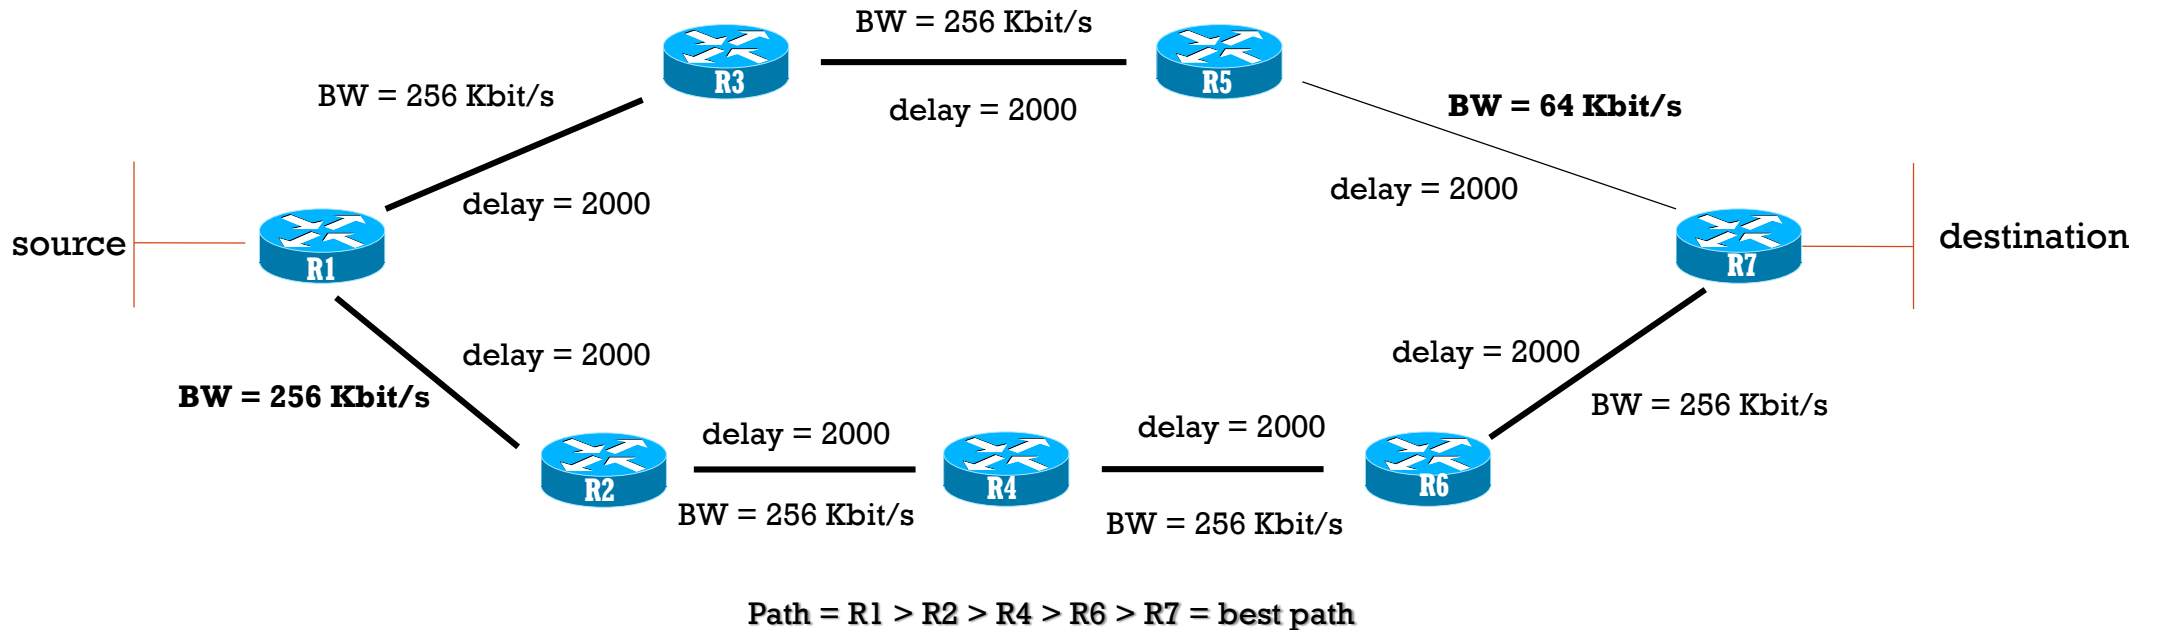 BW = 256 Kbit/s
R3
R5
BW = 256 Kbit/s
delay = 2000
BW = 64 Kbit/s
delay = 2000
delay = 2000
source
R1
R7
destination
delay = 2000
BW = 256 Kbit/s
delay = 2000
BW = 256 Kbit/s
delay = 2000
delay = 2000
R2
R4
R6
BW = 256 Kbit/s
BW = 256 Kbit/s
Path = R1 > R2 > R4 > R6 > R7 = best path